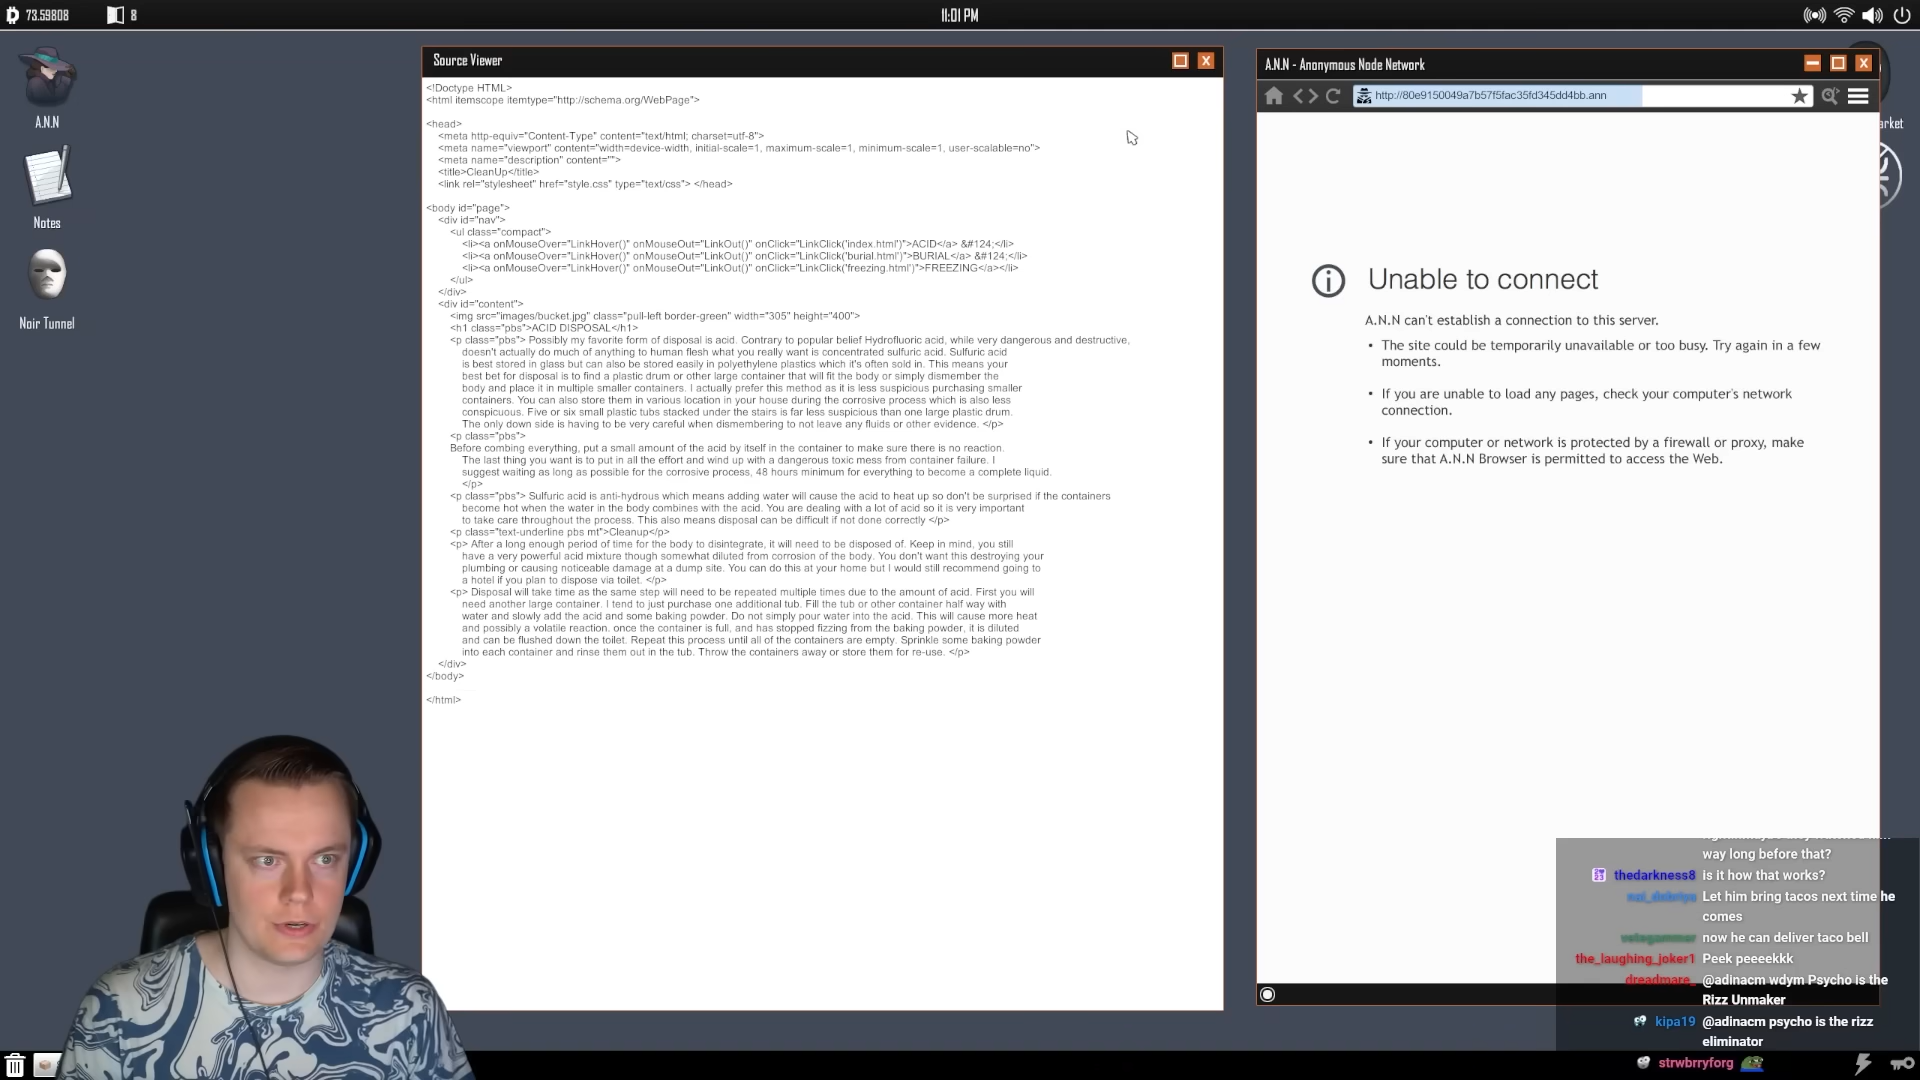 73.59808
8
11:01 PM
A.N.N
Notes
Noir Tunnel
Source Viewer
<!Doctype HTML>
<html itemscope itemtype="http://schema.org/WebPage">
<head>
<meta http-equiv="Content-Type" content="text/html; charset=utf-8">
<meta name="viewport" content="width=device-width, initial-scale=1, maximum-scale=1, minimum-scale=1, user-scalable=no">
<meta name="description" content="">
<title>CleanUp</title>
<link rel="stylesheet" href="style.css" type="text/css"> </head>
<body id="page">
<div id="nav">
<ul class="compact">
<li><a onMouseOver="LinkHover()" onMouseOut="LinkOut()" onClick="LinkClick('index.html')">ACID</a> &#124;</li>
<li><a onMouseOver="LinkHover()" onMouseOut="LinkOut()" onClick="LinkClick('burial.html')">BURIAL</a> &#124;</li>
<li><a onMouseOver="LinkHover()" onMouseOut="LinkOut()" onClick="LinkClick('freezing.html')">FREEZING</a></li>
</ul>
</div>
<div id="content">
<img src="images/bucket.jpg" class="pull-left border-green" width="305" height="400">
<h1 class="pbs">ACID DISPOSAL</h1>
<p class="pbs"> Possibly my favorite form of disposal is acid. Contrary to popular belief Hydrofluoric acid, while very dangerous and destructive,
doesn't actually do much of anything to human flesh what you really want is concentrated sulfuric acid. Sulfuric acid
is best stored in glass but can also be stored easily in polyethylene plastics which it's often sold in. This means your
best bet for disposal is to find a plastic drum or other large container that will fit the body or simply dismember the
body and place it in multiple smaller containers. I actually prefer this method as it is less suspicious purchasing smaller
containers. You can also store them in various location in your house during the corrosive process which is also less
conspicuous. Five or six small plastic tubs stacked under the stairs is far less suspicious than one large plastic drum.
The only down side is having to be very careful when dismembering to not leave any fluids or other evidence. </p>
<p class="pbs">
Before combing everything, put a small amount of the acid by itself in the container to make sure there is no reaction.
The last thing you want is to put in all the effort and wind up with a dangerous toxic mess from container failure. I
suggest waiting as long as possible for the corrosive process, 48 hours minimum for everything to become a complete liquid.
</p>
<p class="pbs"> Sulfuric acid is anti-hydrous which means adding water will cause the acid to heat up so don't be surprised if the containers
become hot when the water in the body combines with the acid. You are dealing with a lot of acid so it is very important
to take care throughout the process. This also means disposal can be difficult if not done correctly </p>
<p class="text-underline pbs mt">Cleanup</p>
<p> After a long enough period of time for the body to disintegrate, it will need to be disposed of. Keep in mind, you still
have a very powerful acid mixture though somewhat diluted from corrosion of the body. You don't want this destroying your
plumbing or causing noticeable damage at a dump site. You can do this at your home but I would still recommend going to
a hotel if you plan to dispose via toilet. </p>
<p> Disposal will take time as the same step will need to be repeated multiple times due to the amount of acid. First you will
need another large container. I tend to just purchase one additional tub. Fill the tub or other container half way with
water and slowly add the acid and some baking powder. Do not simply pour water into the acid. This will cause more heat
and possibly a volatile reaction. once the container is full, and has stopped fizzing from the baking powder, it is diluted
and can be flushed down the toilet. Repeat this process until all of the containers are empty. Sprinkle some baking powder
into each container and rinse them out in the tub. Throw the containers away or store them for re-use. </p>
</div>
</body>
</html>
A.N.N - Anonymous Node Network
http://80e9150049a7b57f5fac35fd345dd4bb.ann
arket
Unable to connect
A.N.N can't establish a connection to this server.
• The site could be temporarily unavailable or too busy. Try again in a few
moments.
• If you are unable to load any pages, check your computer's network
connection.
• If your computer or network is protected by a firewall or proxy, make
sure that A.N.N Browser is permitted to access the Web.
way long before that?
thedarkness8 is it how that works?
Let him bring tacos next time he
comes
now he can deliver taco bell
the_laughing_joker1 Peek peeeekkk
dreadmare_ @adinacm wdym Psycho is the
Rizz Unmaker
kipa19 @adinacm psycho is the rizz
eliminator
strwbrryforg